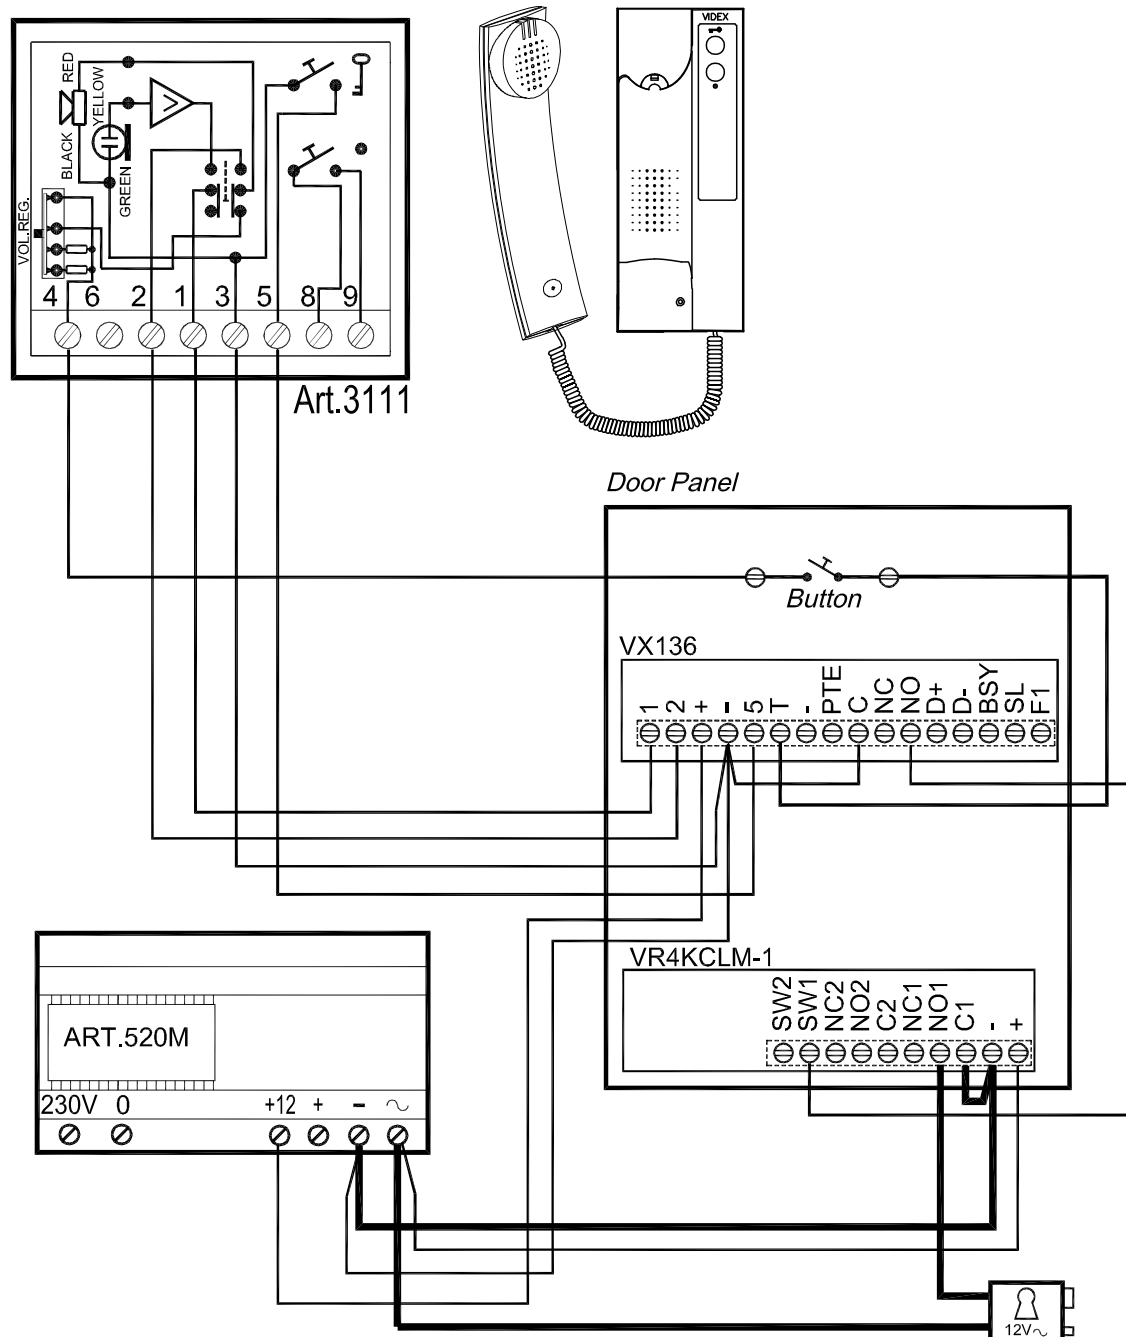 VIDEX
RED
YELLOW
BLACK
GREEN
VOL.REG.
4 6 2 1 3 5 8 9
Art.3111
Door Panel
Button
VX136
1 2 + - 5 T - PTE C NC NO D+ D- BSY SL F1
VR4KCLM-1
SW2 SW1 NC2 NO2 C2 NC1 NO1 C1 - +
ART.520M
230V 0 +12 + - ~
12V~